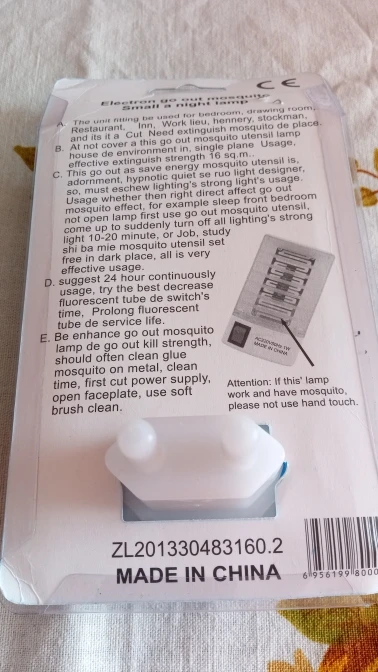 CE
Electron go out mosquito
Small a night lamp
A. The unit fitting be used for bedroom, drawing room,
Restaurant, Inn, Work lieu, hennery, stockman,
and its it a Cut Need extinguish mosquito de place.
B. At not cover a this go out mosquito utensil lamp
house de environment in, single plane Usage,
effective extinguish strength 16 sq.m..
C. This go out as save energy mosquito utensil is,
adornment, hypnotic quiet se ruo light designer,
so, must eschew lighting's strong light's usage.
Usage whether then right direct affect go out
mosquito effect, for example sleep front bedroom
not open lamp first use go out mosquito utensil,
come up to suddenly turn off all lighting's strong
light 10-20 minute, or Job, study
shi ba mie mosquito utensil set
free in dark place, all is very
effective usage.
D. suggest 24 hour continuously
usage, try the best decrease
fluorescent tube de switch's
time, Prolong fluorescent
tube de service life.
E. Be enhance go out mosquito
lamp de go out kill strength,
should often clean glue
mosquito on metal, clean
time, first cut power supply,
open faceplate, use soft
brush clean.
MADE IN CHINA
Attention: If this' lamp
work and have mosquito,
please not use hand touch.
ZL201330483160.2
MADE IN CHINA
6 956199 8000